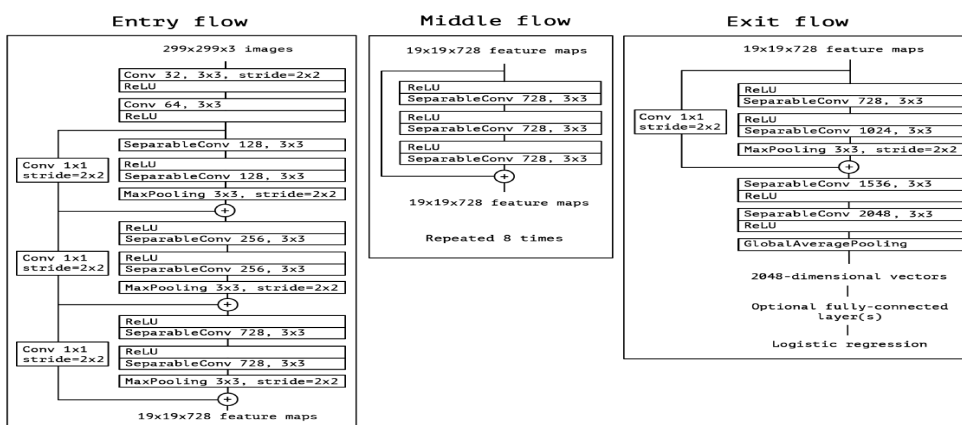 Entry flow
299x299x3 images
Conv 32, 3x3, stride=2x2
ReLU
Conv 64, 3x3
ReLU
SeparableConv 128, 3x3
Conv 1x1
stride=2x2
ReLU
SeparableConv 128, 3x3
MaxPooling 3x3, stride=2x2
+
ReLU
SeparableConv 256, 3x3
Conv 1x1
stride=2x2
ReLU
SeparableConv 256, 3x3
MaxPooling 3x3, stride=2x2
+
ReLU
SeparableConv 728, 3x3
Conv 1x1
stride=2x2
ReLU
SeparableConv 728, 3x3
MaxPooling 3x3, stride=2x2
+
19x19x728 feature maps
Middle flow
19x19x728 feature maps
ReLU
SeparableConv 728, 3x3
ReLU
SeparableConv 728, 3x3
ReLU
SeparableConv 728, 3x3
+
19x19x728 feature maps
Repeated 8 times
Exit flow
19x19x728 feature maps
ReLU
SeparableConv 728, 3x3
Conv 1x1
stride=2x2
ReLU
SeparableConv 1024, 3x3
MaxPooling 3x3, stride=2x2
+
SeparableConv 1536, 3x3
ReLU
SeparableConv 2048, 3x3
ReLU
GlobalAveragePooling
2048-dimensional vectors
Optional fully-connected
layer(s)
Logistic regression